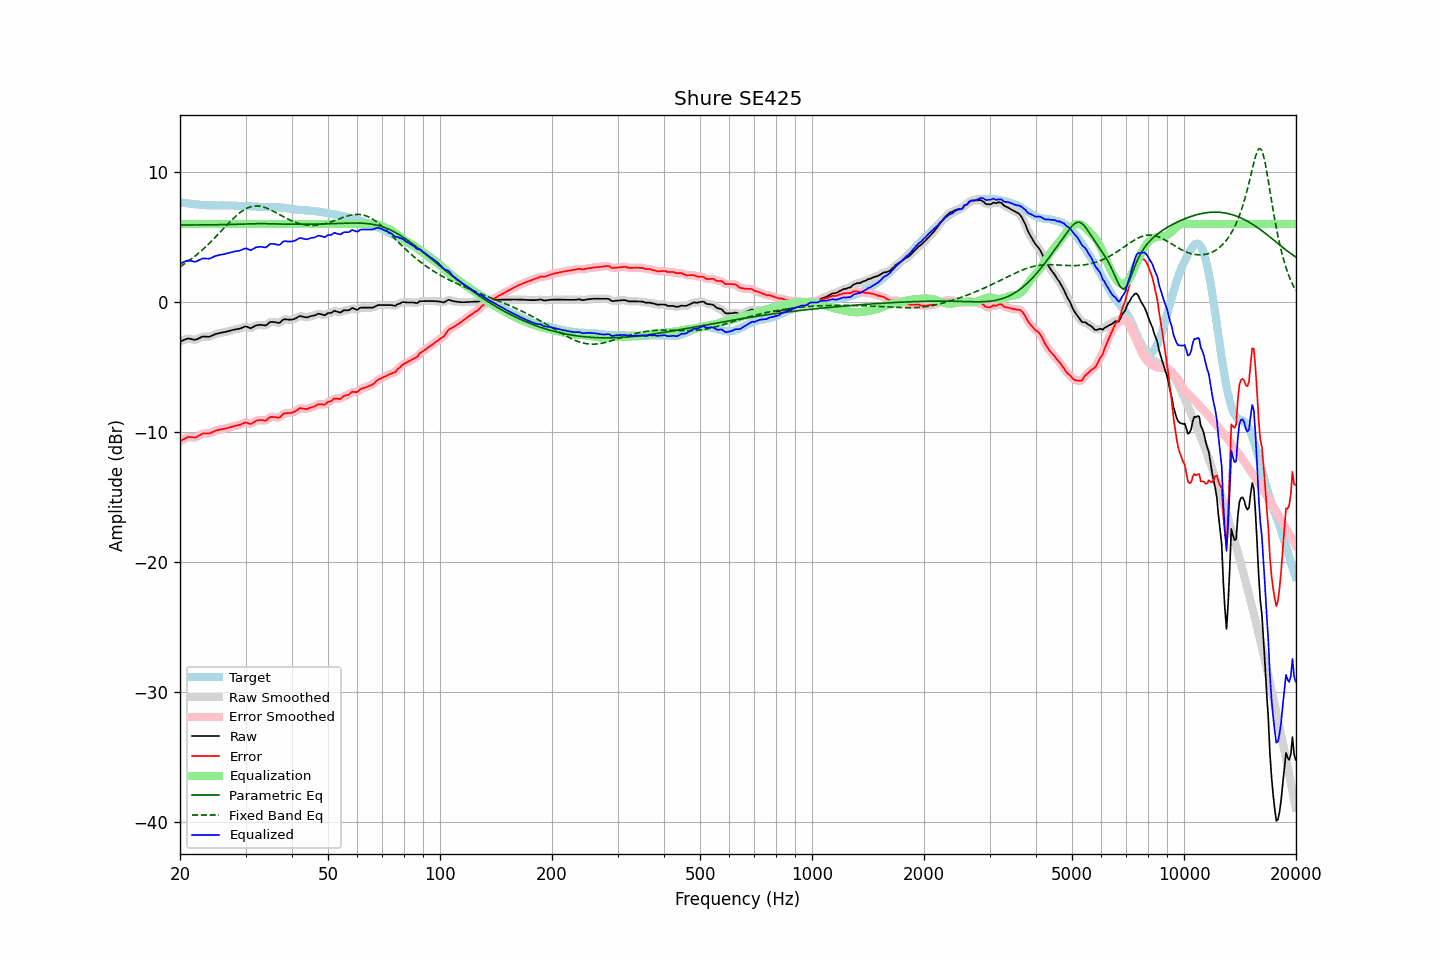 Shure SE425
Amplitude (dBr)
10
0
−10
−20
−30
−40
Target
Raw Smoothed
Error Smoothed
Raw
Error
Equalization
Parametric Eq
Fixed Band Eq
Equalized
20 50 100 200 500 1000 2000 5000 10000 20000
Frequency (Hz)